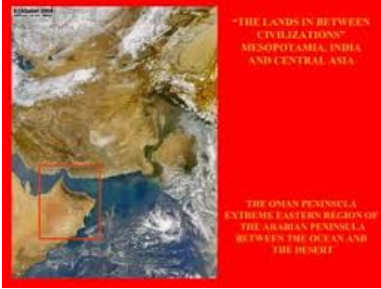 "THE LANDS IN BETWEEN
CIVILIZATIONS"
MESOPOTAMIA, INDIA
AND CENTRAL ASIA
THE OMAN PENINSULA
EXTREME EASTERN REGION OF
THE ARABIAN PENINSULA
BETWEEN THE OCEAN AND
THE DESERT